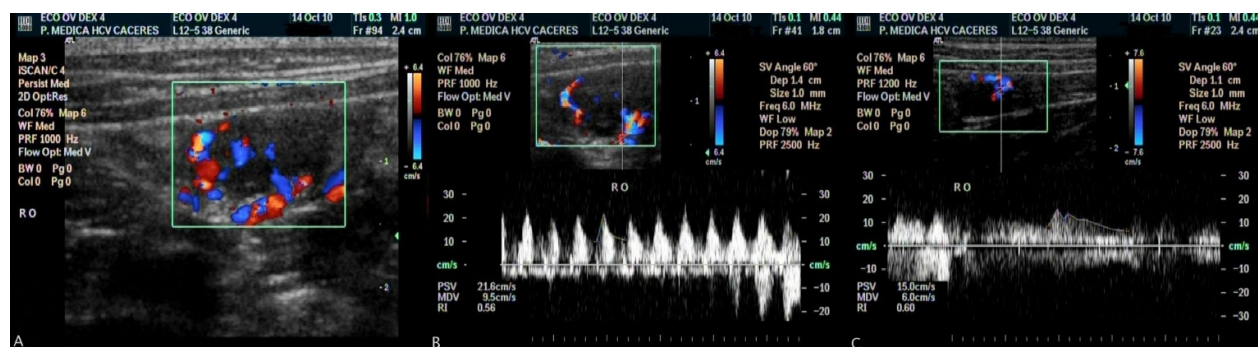 ECO OV DEX 4
P. MEDICA HCV CACERES
ECO OV DEX 4
L12-5 38 Generic
14 Oct 10
TIs 0.3 MI 1.0
Fr #94 2.4 cm
Map 3
iSCAN/C 4
Persist Med
2D Opt:Res
Col 76% Map 6
WF Med
PRF 1000 Hz
Flow Opt: Med V
BW 0 Pg 0
Col 0 Pg 0
R O
+ 6.4
- 6.4
cm/s
-1
-2
A
ECO OV DEX 4
P. MEDICA HCV CACERES
ECO OV DEX 4
L12-5 38 Generic
14 Oct 10
TIs 0.1 MI 0.44
Fr #41 1.8 cm
Col 76% Map 6
WF Med
PRF 1000 Hz
Flow Opt: Med V
BW 0 Pg 0
Col 0 Pg 0
+ 6.4
- 6.4
cm/s
SV Angle 60°
Dep 1.4 cm
Size 1.0 mm
Freq 6.0 MHz
WF Low
Dop 79% Map 2
PRF 2500 Hz
R O
30
20
10
cm/s
-10
-20
PSV 21.6cm/s
MDV 9.5cm/s
RI 0.56
B
ECO OV DEX 4
P. MEDICA HCV CACERES
ECO OV DEX 4
L12-5 38 Generic
14 Oct 10
TIs 0.1 MI 0.44
Fr #23 2.4 cm
Col 76% Map 6
WF Med
PRF 1200 Hz
Flow Opt: Med V
BW 0 Pg 0
Col 0 Pg 0
+ 7.6
- 7.6
cm/s
-1
-2
SV Angle 60°
Dep 1.1 cm
Size 1.0 mm
Freq 6.0 MHz
WF Low
Dop 79% Map 2
PRF 2500 Hz
R O
30
20
10
cm/s
-10
-20
-30
PSV 15.0cm/s
MDV 6.0cm/s
RI 0.60
C